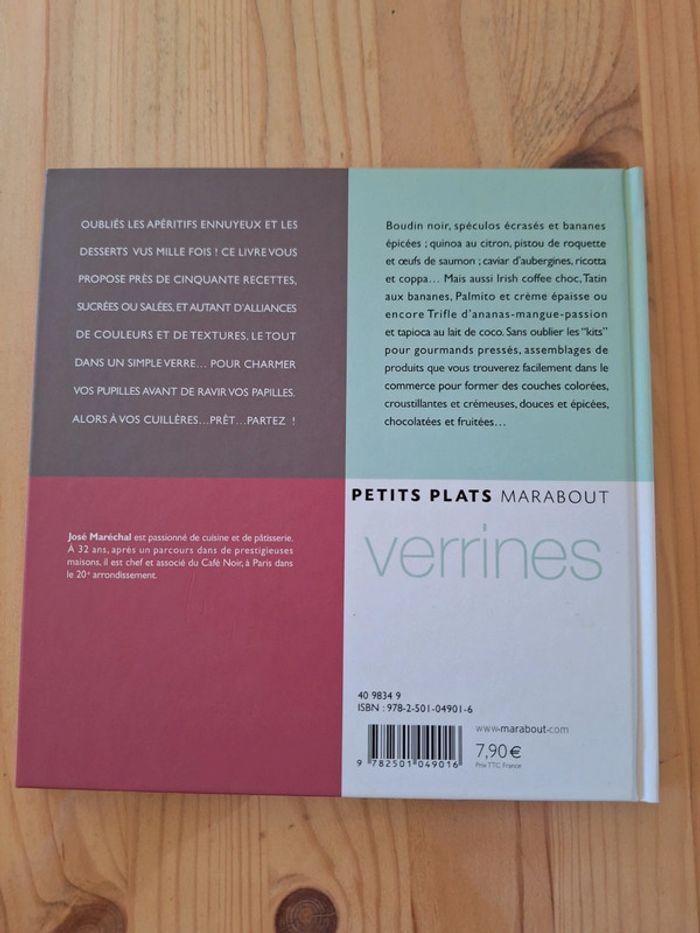 OUBLIÉS LES APÉRITIFS ENNUYEUX ET LES
DESSERTS VUS MILLE FOIS ! CE LIVRE VOUS
PROPOSE PRÈS DE CINQUANTE RECETTES,
SUCRÉES OU SALÉES, ET AUTANT D'ALLIANCES
DE COULEURS ET DE TEXTURES, LE TOUT
DANS UN SIMPLE VERRE... POUR CHARMER
VOS PUPILLES AVANT DE RAVIR VOS PAPILLES.
ALORS À VOS CUILLÈRES...PRÊT...PARTEZ !
Boudin noir, spéculos écrasés et bananes
épicées ; quinoa au citron, pistou de roquette
et œufs de saumon ; caviar d'aubergines, ricotta
et coppa... Mais aussi Irish coffee choc, Tatin
aux bananes, Palmito et crème épaisse ou
encore Trifle d'ananas-mangue-passion
et tapioca au lait de coco. Sans oublier les "kits"
pour gourmands pressés, assemblages de
produits que vous trouverez facilement dans le
commerce pour former des couches colorées,
croustillantes et crémeuses, douces et épicées,
chocolatées et fruitées...
José Maréchal est passionné de cuisine et de pâtisserie.
À 32 ans, après un parcours dans de prestigieuses
maisons, il est chef et associé du Café Noir, à Paris dans
le 20e arrondissement.
PETITS PLATS MARABOUT
verrines
40 9834 9
ISBN : 978-2-501-04901-6
www.marabout.com
7,90 €
Prix TTC France
9 782501 049016